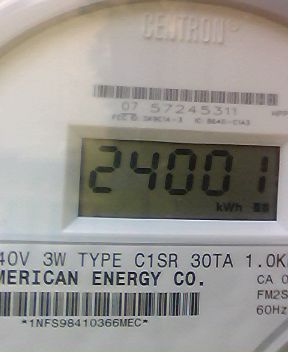 CENTRON
07 57245311
24001
kWh
40V 3W TYPE C1SR 30TA 1.0K
MERICAN ENERGY CO. CA 0
FM2S
60Hz
*1NFS98410366MEC*